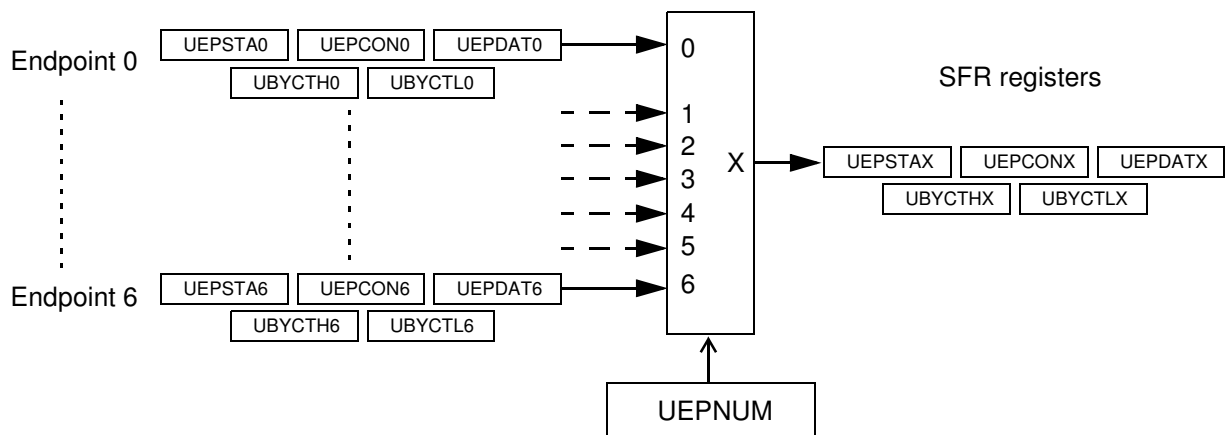 Endpoint 0
UEPSTA0 UEPCON0 UEPDAT0
UBYCTH0 UBYCTL0
0
1
2
3
4
5
6
X
SFR registers
UEPSTAX UEPCONX UEPDATX
UBYCTHX UBYCTLX
Endpoint 6
UEPSTA6 UEPCON6 UEPDAT6
UBYCTH6 UBYCTL6
UEPNUM